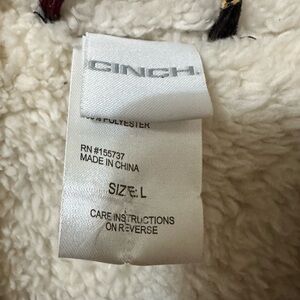 CINCH.
POLYESTER
RN #155737
MADE IN CHINA
SIZE: L
CARE INSTRUCTIONS
ON REVERSE